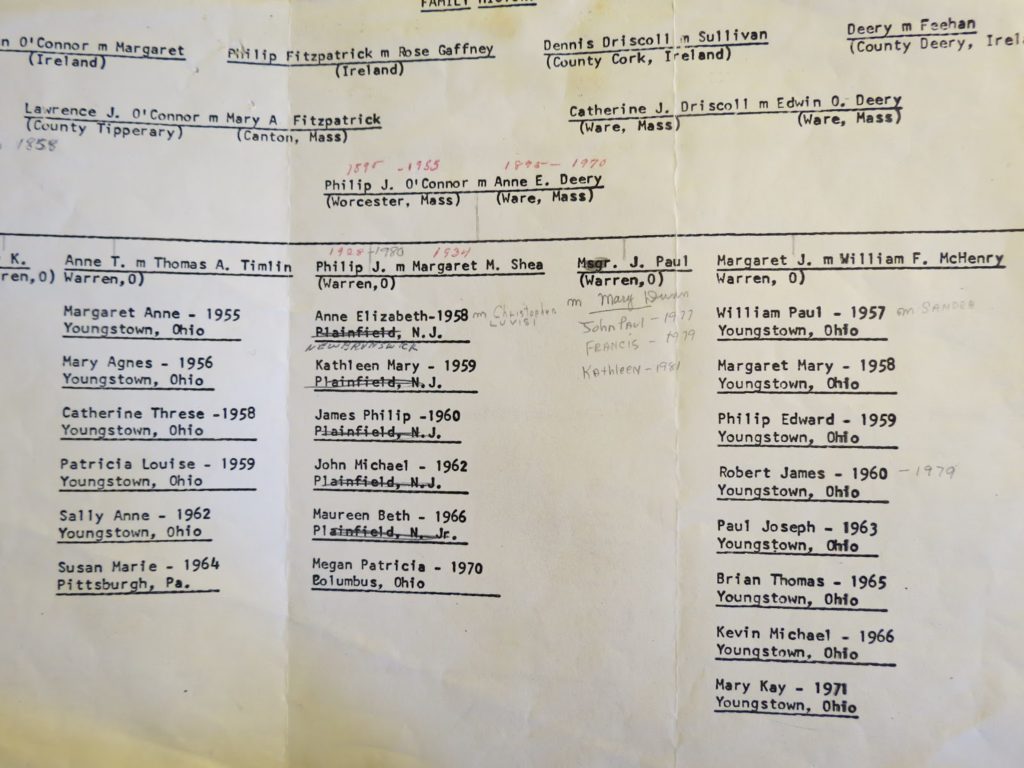 FAMILY HISTORY
n O'Connor m Margaret
(Ireland)
Philip Fitzpatrick m Rose Gaffney
(Ireland)
Dennis Driscoll m Sullivan
(County Cork, Ireland)
Deery m Feehan
(County Deery, Irel
Lawrence J. O'Connor m Mary A Fitzpatrick
(County Tipperary) (Canton, Mass)
1858
Catherine J. Driscoll m Edwin O. Deery
(Ware, Mass) (Ware, Mass)
1895 - 1955 1895 - 1970
Philip J. O'Connor m Anne E. Deery
(Worcester, Mass) (Ware, Mass)
K.
ren,O)
Anne T. m Thomas A. Timlin
Warren,O)
Margaret Anne - 1955
Youngstown, Ohio
Mary Agnes - 1956
Youngstown, Ohio
Catherine Threse -1958
Youngstown, Ohio
Patricia Louise - 1959
Youngstown, Ohio
Sally Anne - 1962
Youngstown, Ohio
Susan Marie - 1964
Pittsburgh, Pa.
1928-1980 1934
Philip J. m Margaret M. Shea
(Warren,O)
Anne Elizabeth-1958 m Christopher
LUVISI
Plainfield, N.J.
NEW BRUNSWICK
Kathleen Mary - 1959
Plainfield, N.J.
James Philip -1960
Plainfield, N.J.
John Michael - 1962
Plainfield, N.J.
Maureen Beth - 1966
Plainfield, N. Jr.
Megan Patricia - 1970
Columbus, Ohio
Msgr. J. Paul
(Warren,O)
m Mary Dunn
John Paul - 1977
FRANCIS - 1979
Kathleen - 1981
Margaret J. m William F. McHenry
Warren, O)
William Paul - 1957 m SANDRA
Youngstown, Ohio
Margaret Mary - 1958
Youngstown, Ohio
Philip Edward - 1959
Youngstown, Ohio
Robert James - 1960 - 1979
Youngstown, Ohio
Paul Joseph - 1963
Youngstown, Ohio
Brian Thomas - 1965
Youngstown, Ohio
Kevin Michael - 1966
Youngstown, Ohio
Mary Kay - 1971
Youngstown, Ohio